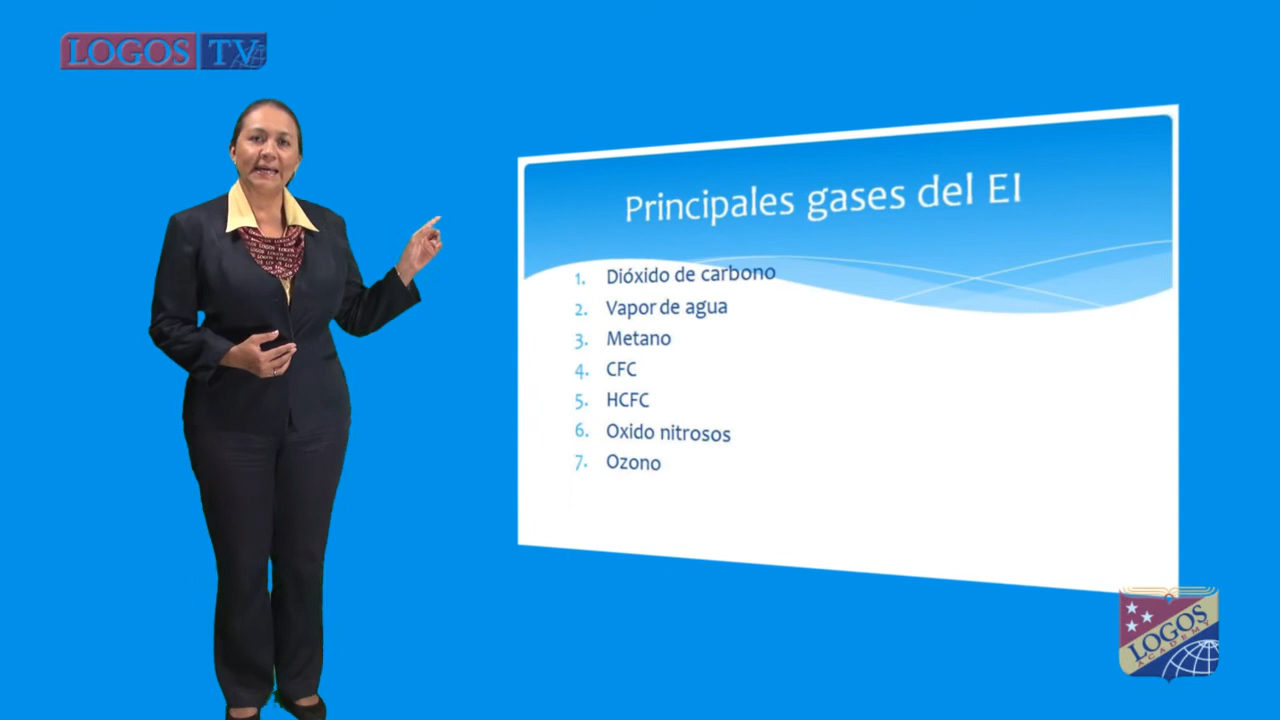 LOGOS TV
Principales gases del EI
1. Dióxido de carbono
2. Vapor de agua
3. Metano
4. CFC
5. HCFC
6. Oxido nitrosos
7. Ozono
LOGOS
ACADEMY